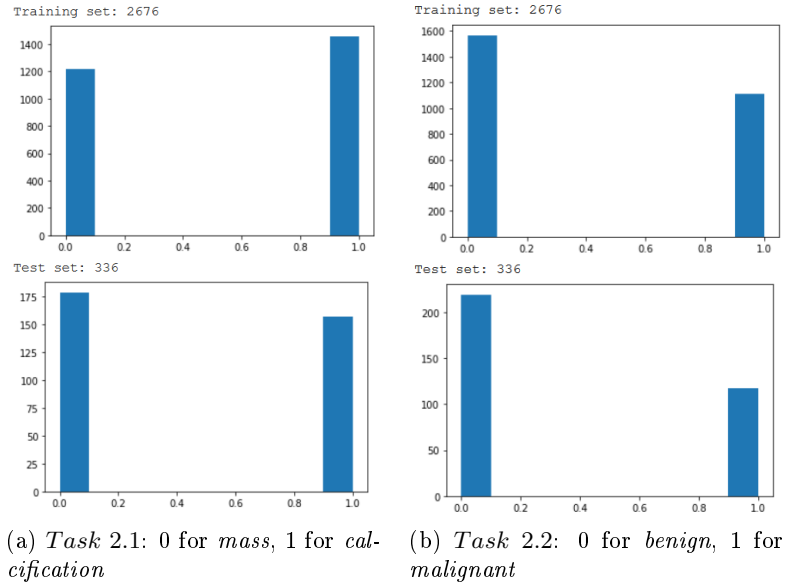 Training set: 2676
1400
1200
1000
800
600
400
200
0
0.0 0.2 0.4 0.6 0.8 1.0
Test set: 336
175
150
125
100
75
50
25
0
0.0 0.2 0.4 0.6 0.8 1.0
(a) Task 2.1: 0 for mass, 1 for cal-
cification
Training set: 2676
1600
1400
1200
1000
800
600
400
200
0
0.0 0.2 0.4 0.6 0.8 1.0
Test set: 336
200
150
100
50
0
0.0 0.2 0.4 0.6 0.8 1.0
(b) Task 2.2: 0 for benign, 1 for
malignant